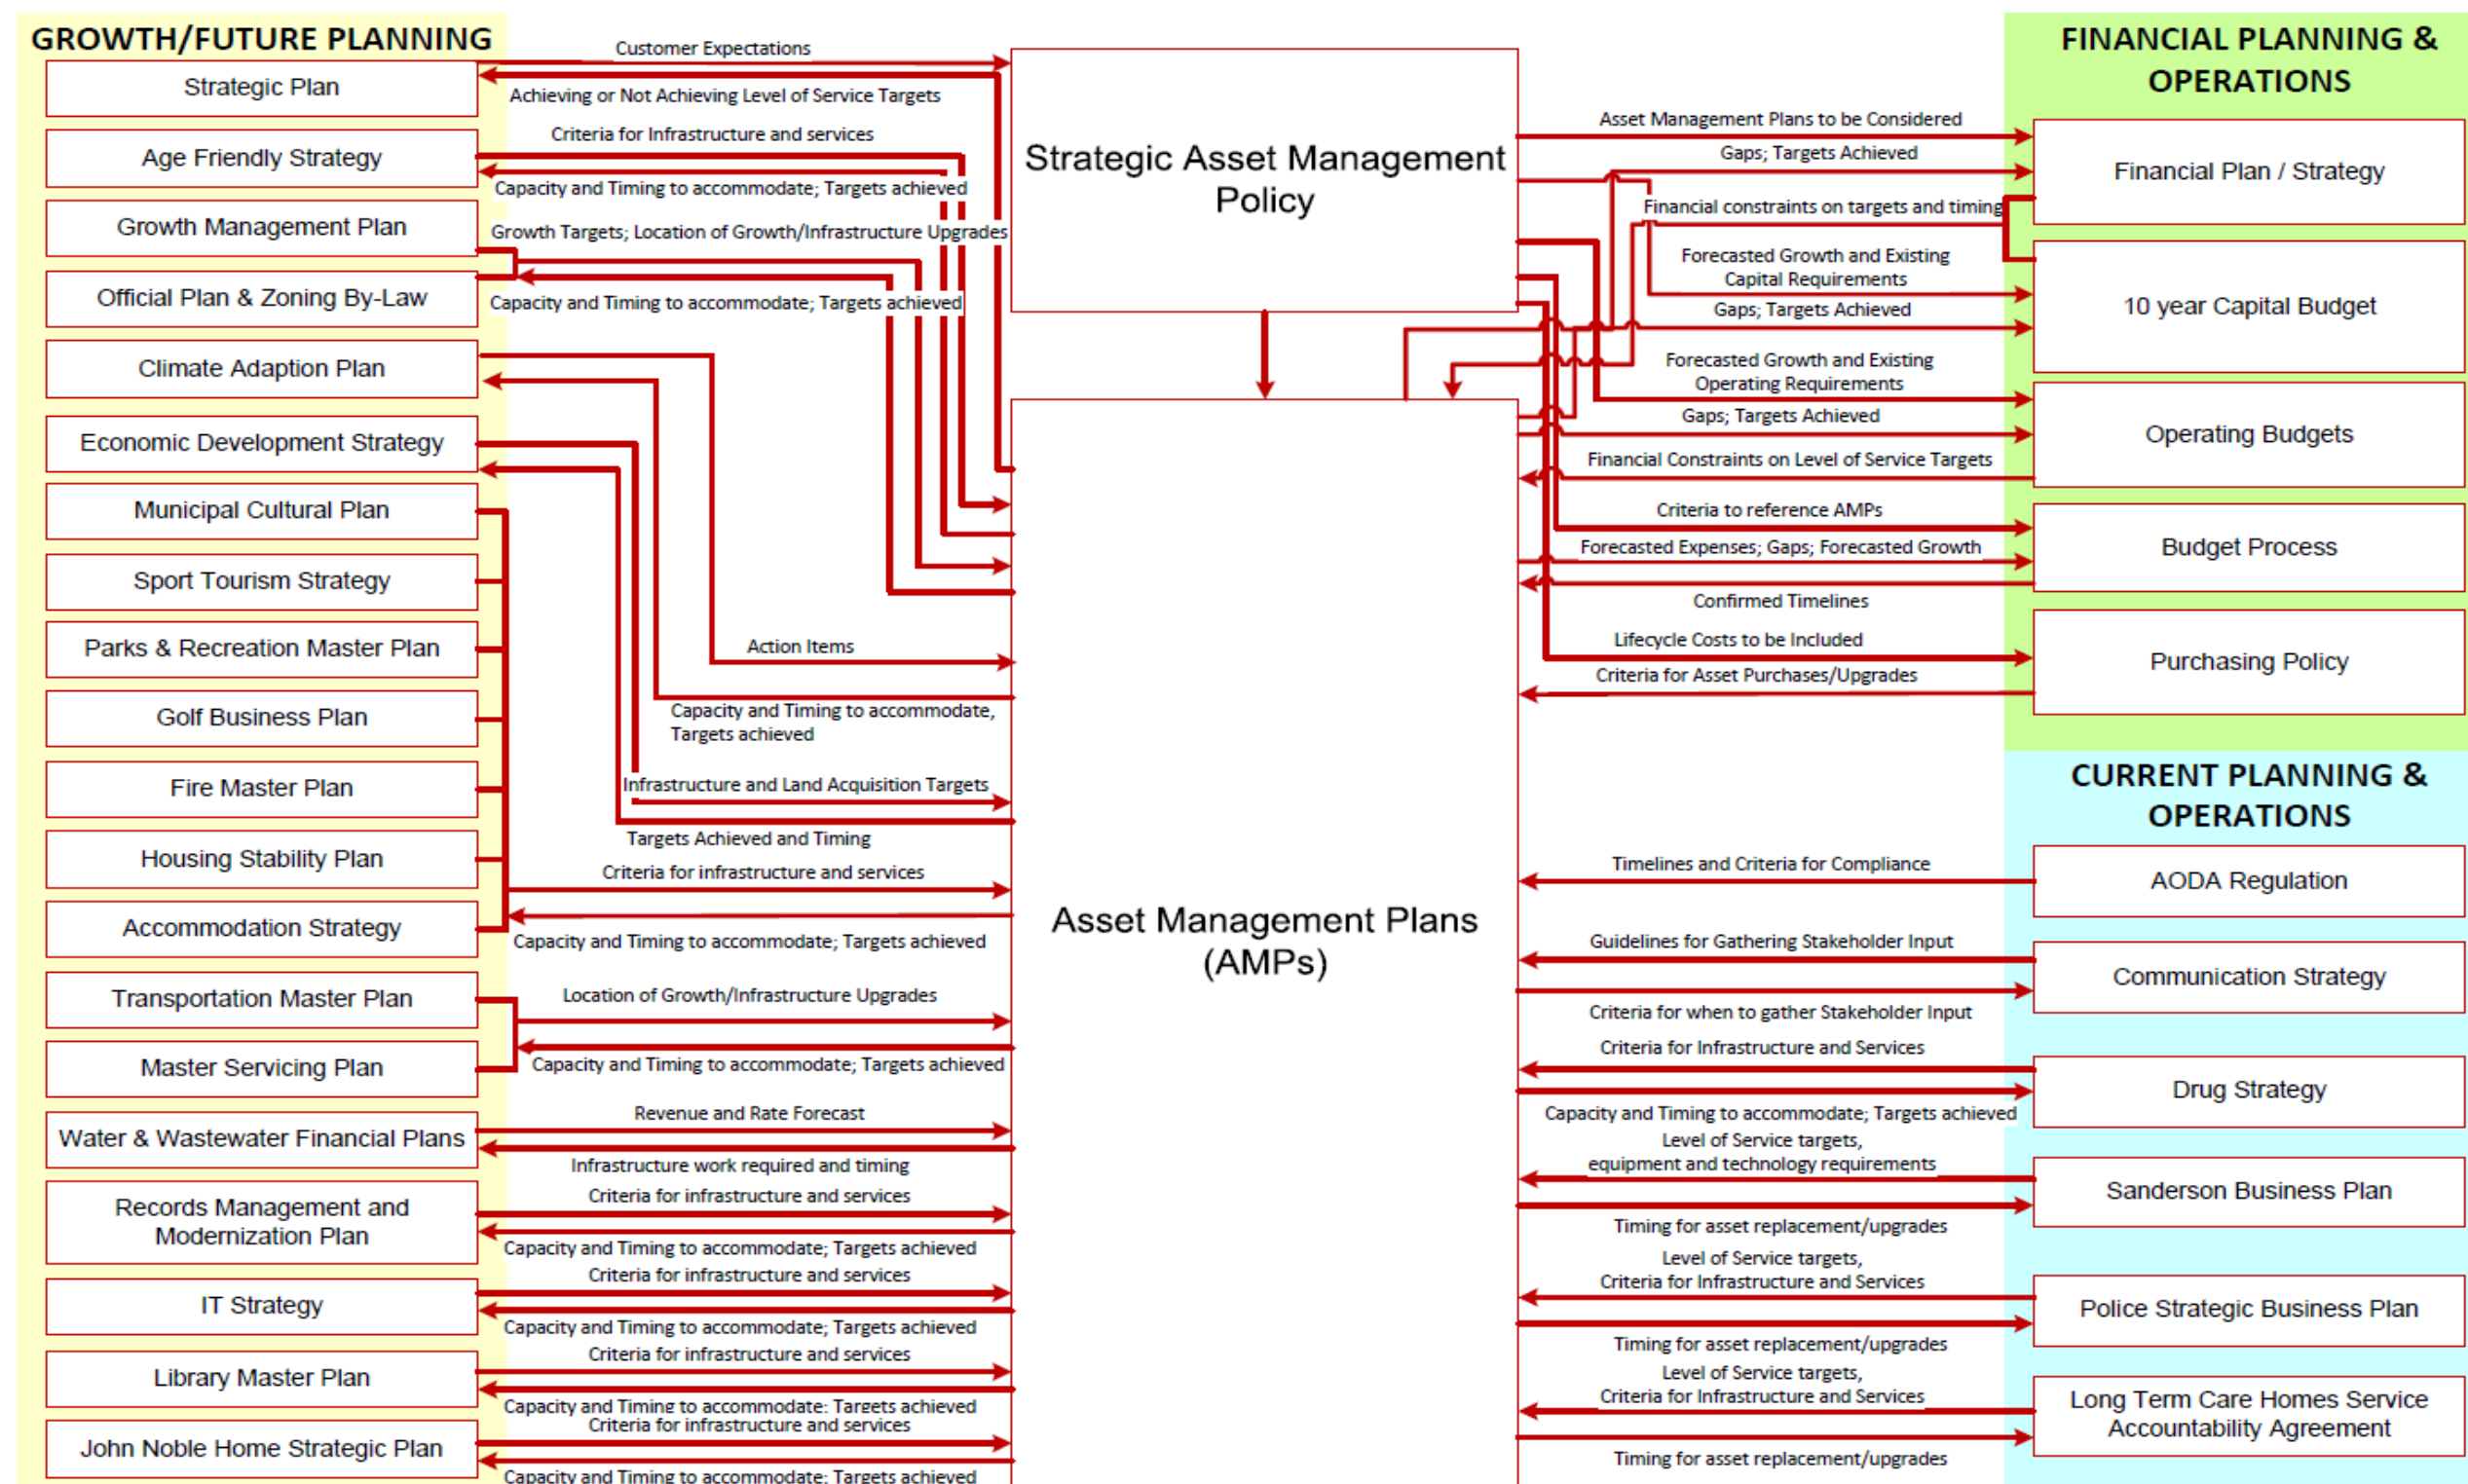 GROWTH/FUTURE PLANNING
Strategic Plan
Age Friendly Strategy
Growth Management Plan
Official Plan & Zoning By-Law
Climate Adaption Plan
Economic Development Strategy
Municipal Cultural Plan
Sport Tourism Strategy
Parks & Recreation Master Plan
Golf Business Plan
Fire Master Plan
Housing Stability Plan
Accommodation Strategy
Transportation Master Plan
Master Servicing Plan
Water & Wastewater Financial Plans
Records Management and
Modernization Plan
IT Strategy
Library Master Plan
John Noble Home Strategic Plan
Customer Expectations
Achieving or Not Achieving Level of Service Targets
Criteria for Infrastructure and services
Capacity and Timing to accommodate; Targets achieved
Growth Targets; Location of Growth/Infrastructure Upgrades
Capacity and Timing to accommodate; Targets achieved
Action Items
Capacity and Timing to accommodate,
Targets achieved
Infrastructure and Land Acquisition Targets
Targets Achieved and Timing
Criteria for infrastructure and services
Capacity and Timing to accommodate; Targets achieved
Location of Growth/Infrastructure Upgrades
Capacity and Timing to accommodate; Targets achieved
Revenue and Rate Forecast
Infrastructure work required and timing
Criteria for infrastructure and services
Capacity and Timing to accommodate; Targets achieved
Criteria for infrastructure and services
Capacity and Timing to accommodate; Targets achieved
Criteria for infrastructure and services
Capacity and Timing to accommodate; Targets achieved
Criteria for infrastructure and services
Capacity and Timing to accommodate; Targets achieved
Strategic Asset Management
Policy
Asset Management Plans
(AMPs)
Asset Management Plans to be Considered
Gaps; Targets Achieved
Financial constraints on targets and timing
Forecasted Growth and Existing
Capital Requirements
Gaps; Targets Achieved
Forecasted Growth and Existing
Operating Requirements
Gaps; Targets Achieved
Financial Constraints on Level of Service Targets
Criteria to reference AMPs
Forecasted Expenses; Gaps; Forecasted Growth
Confirmed Timelines
Lifecycle Costs to be Included
Criteria for Asset Purchases/Upgrades
Timelines and Criteria for Compliance
Guidelines for Gathering Stakeholder Input
Criteria for when to gather Stakeholder Input
Criteria for Infrastructure and Services
Capacity and Timing to accommodate; Targets achieved
Level of Service targets,
equipment and technology requirements
Timing for asset replacement/upgrades
Level of Service targets,
Criteria for Infrastructure and Services
Timing for asset replacement/upgrades
Level of Service targets,
Criteria for Infrastructure and Services
Timing for asset replacement/upgrades
FINANCIAL PLANNING &
OPERATIONS
Financial Plan / Strategy
10 year Capital Budget
Operating Budgets
Budget Process
Purchasing Policy
CURRENT PLANNING &
OPERATIONS
AODA Regulation
Communication Strategy
Drug Strategy
Sanderson Business Plan
Police Strategic Business Plan
Long Term Care Homes Service
Accountability Agreement